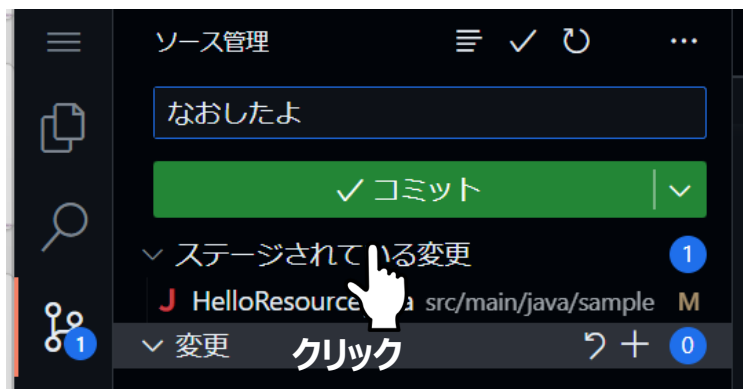 ソース管理
なおしたよ
コミット
ステージされている変更 1
J HelloResource a src/main/java/sample M
1 変更 0
クリック